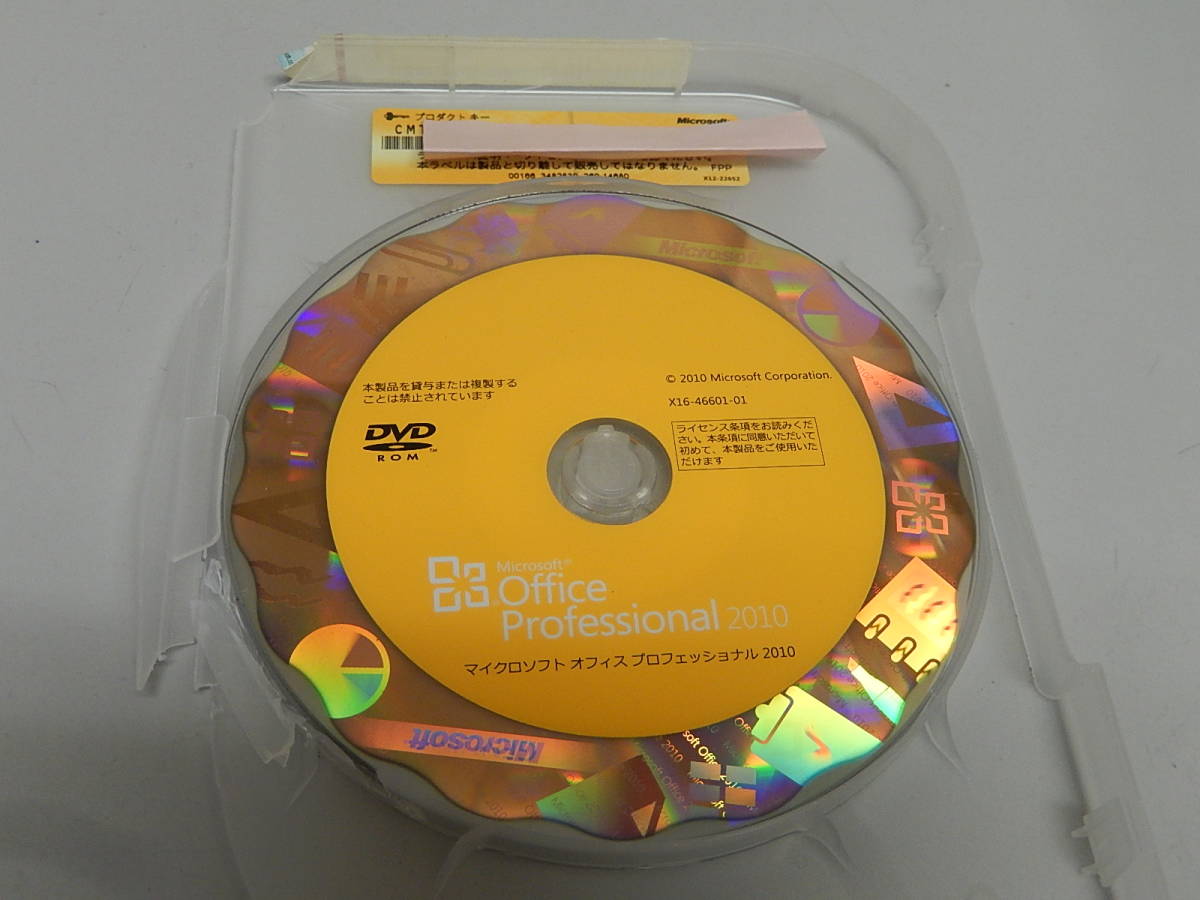 プロダクト キー
Microsoft
CMT
本ラベルは製品と切り離して販売してはなりません。 FPP
X12-22652
Microsoft
本製品を貸与または複製する
ことは禁止されています
© 2010 Microsoft Corporation.
X16-46601-01
DVD
ROM
ライセンス条項をお読みくだ
さい。本条項に同意いただいて
初めて、本製品をご使用いた
だけます
Microsoft®
Office
Professional 2010
マイクロソフト オフィス プロフェッショナル 2010
Microsoft